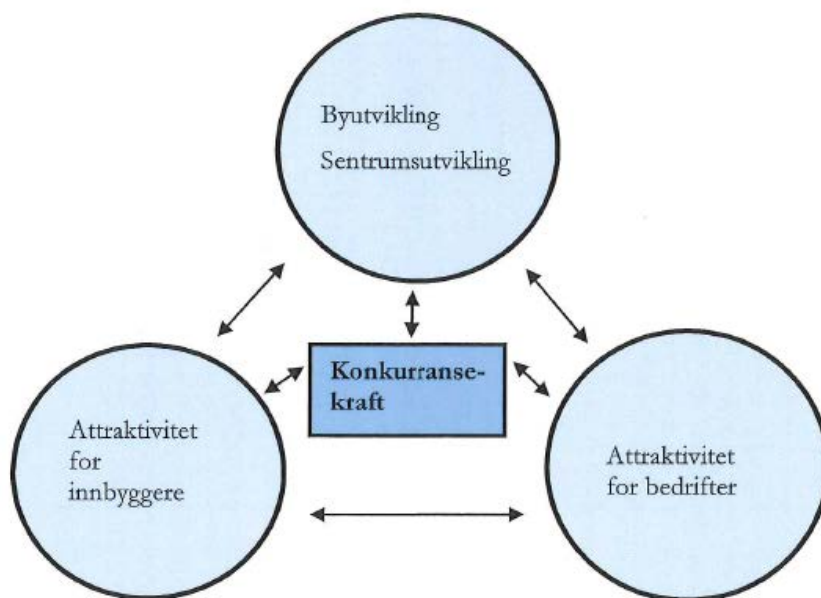 Byutvikling
Sentrumsutvikling
Konkurranse-
kraft
Attraktivitet
for
innbyggere
Attraktivitet
for bedrifter